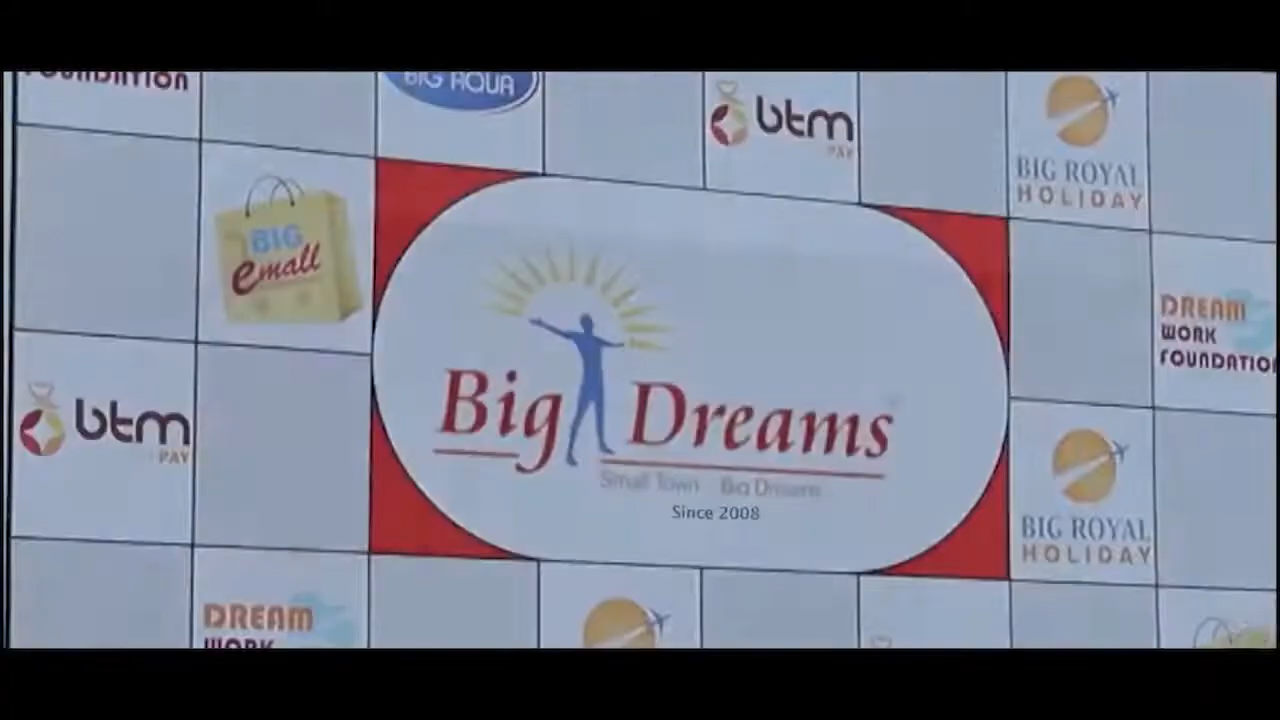 FOUNDATION
BIG AQUA
btm
PAY
BIG ROYAL
HOLIDAY
BIG
emall
DREAM
WORK
FOUNDATION
Big Dreams
Small Town Big Dreams
Since 2008
btm
PAY
BIG ROYAL
HOLIDAY
DREAM
WORK